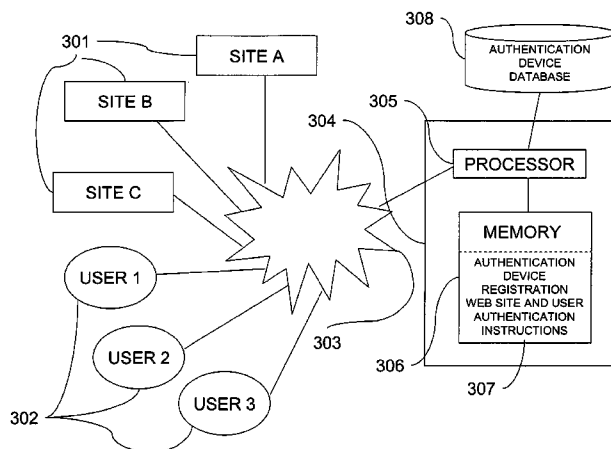 301
SITE A
SITE B
SITE C
USER 1
USER 2
USER 3
302
303
304
305
308
AUTHENTICATION
DEVICE
DATABASE
PROCESSOR
MEMORY
AUTHENTICATION
DEVICE
REGISTRATION
WEB SITE AND USER
AUTHENTICATION
INSTRUCTIONS
306
307